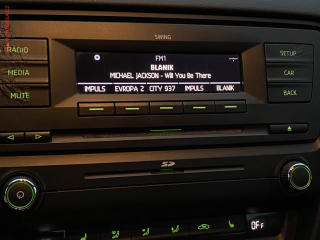 SWING
RADIO
MEDIA
MUTE
FM1
BLANIK
MICHAEL JACKSON - Will You Be There
IMPULS EVROPA 2 CITY 937 IMPULS BLANIK
SETUP
CAR
BACK
SD
OFF